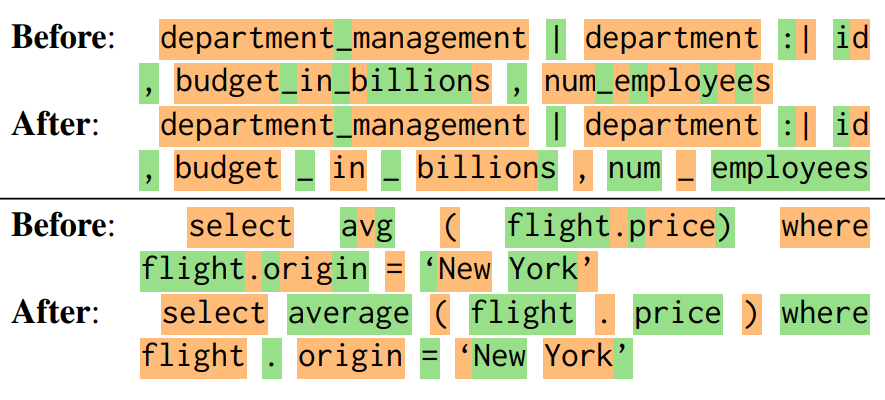 Before: department_management | department :| id
, budget_in_billions , num_employees
After: department_management | department :| id
, budget _ in _ billions , num _ employees
Before: select avg ( flight.price) where
flight.origin = ‘New York’
After: select average ( flight . price ) where
flight . origin = ‘New York’